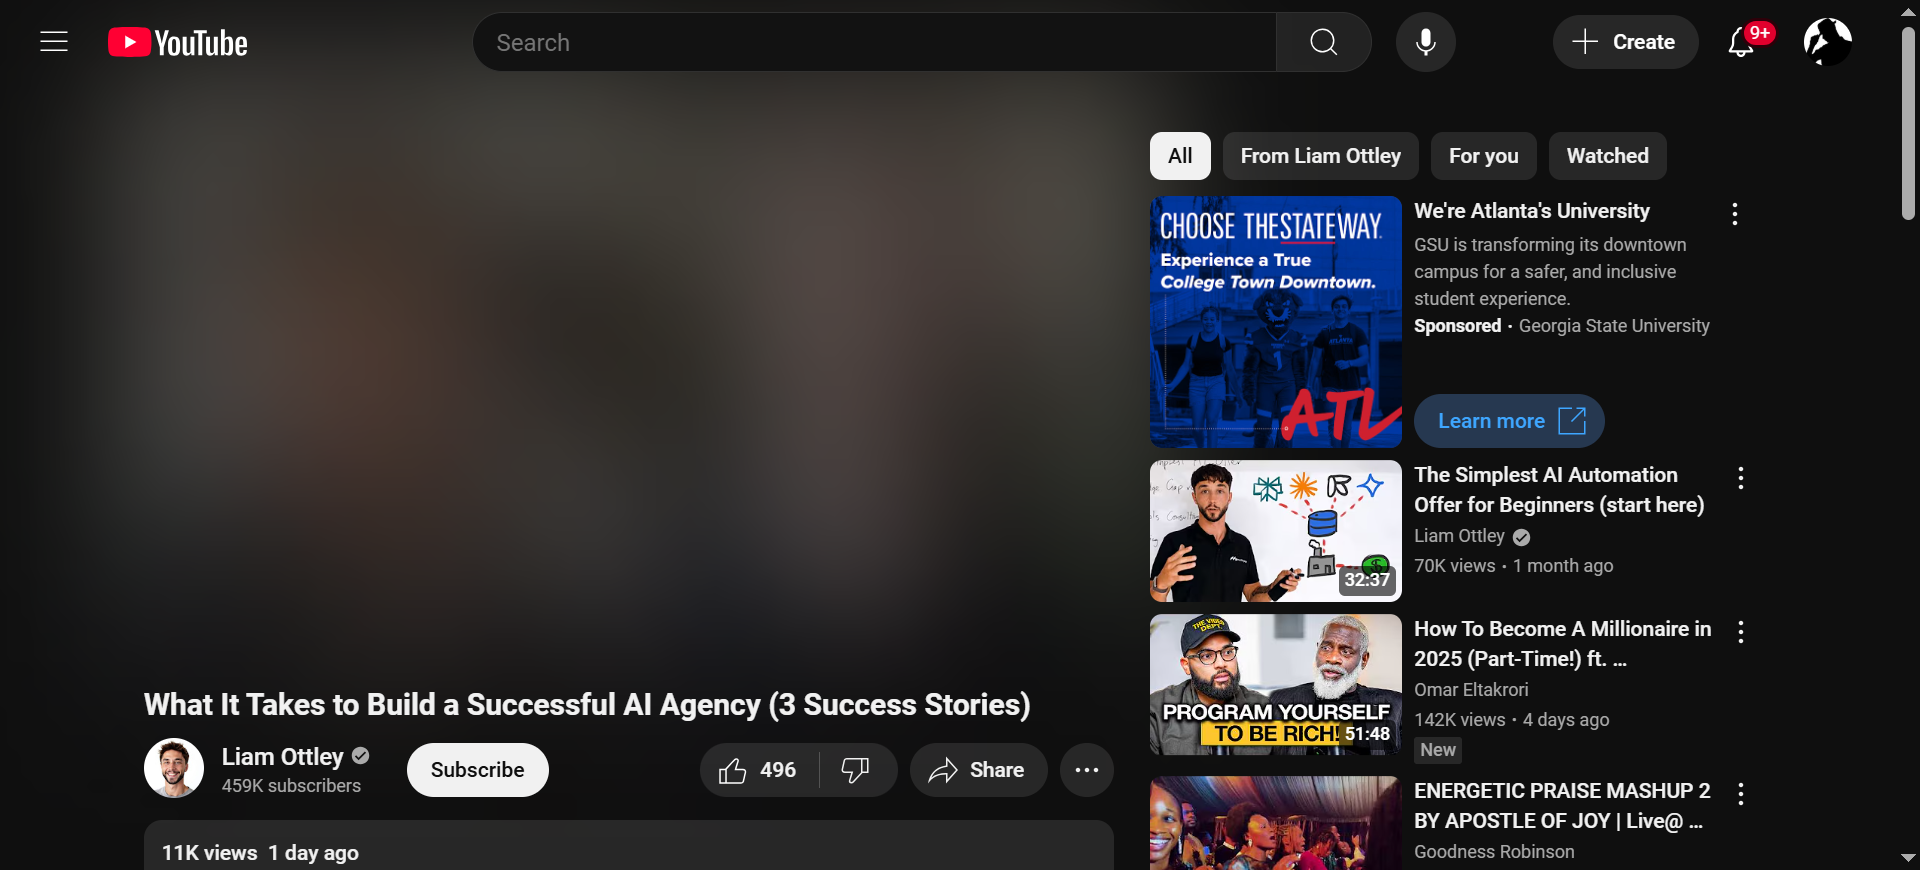 YouTube
Search
Create
9+
All
From Liam Ottley
For you
Watched
CHOOSE THESTATEWAY.
Experience a True
College Town Downtown.
ATL
We're Atlanta's University
GSU is transforming its downtown
campus for a safer, and inclusive
student experience.
Sponsored • Georgia State University
Learn more
32:37
The Simplest AI Automation
Offer for Beginners (start here)
Liam Ottley
70K views • 1 month ago
THE VIDEO
DEPT.
PROGRAM YOURSELF
TO BE RICH!
51:48
How To Become A Millionaire in
2025 (Part-Time!) ft. ...
Omar Eltakrori
142K views • 4 days ago
New
ENERGETIC PRAISE MASHUP 2
BY APOSTLE OF JOY | Live@ ...
Goodness Robinson
What It Takes to Build a Successful AI Agency (3 Success Stories)
Liam Ottley
459K subscribers
Subscribe
496
Share
11K views 1 day ago